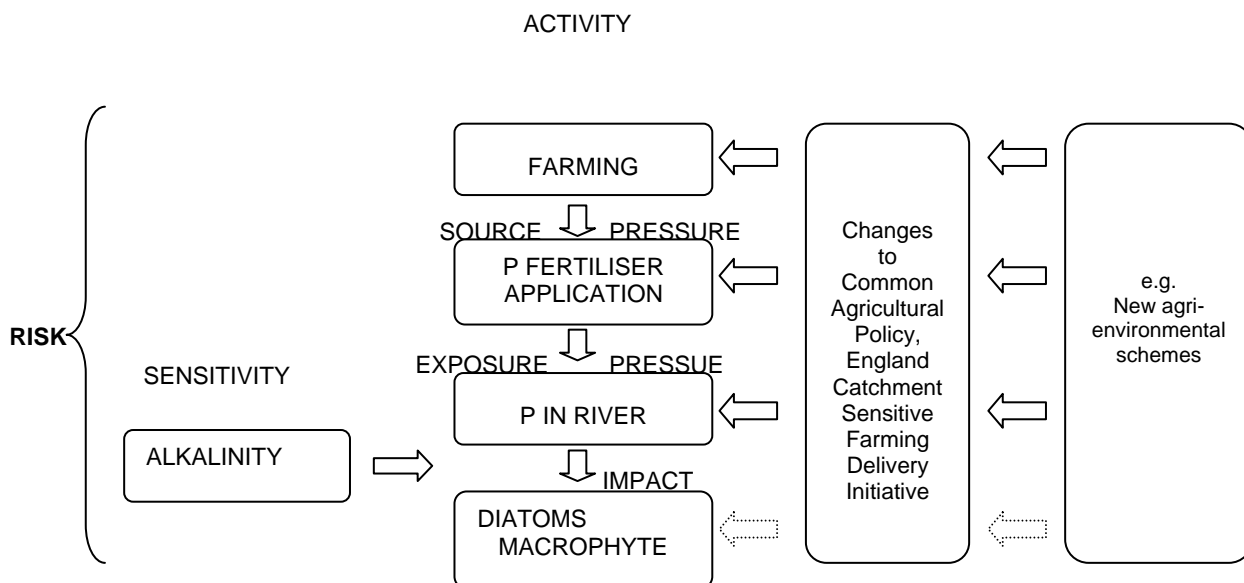 ACTIVITY
FARMING
SOURCE PRESSURE
P FERTILISER
APPLICATION
EXPOSURE PRESSUE
P IN RIVER
IMPACT
DIATOMS
MACROPHYTE
RISK
SENSITIVITY
ALKALINITY
Changes
to
Common
Agricultural
Policy,
England
Catchment
Sensitive
Farming
Delivery
Initiative
e.g.
New agri-
environmental
schemes